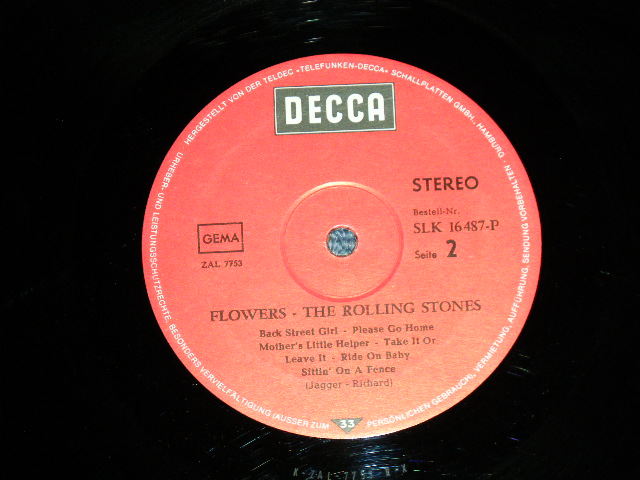 HERGESTELLT VON DER TELDEC »TELEFUNKEN-DECCA« SCHALLPLATTEN GMBH, HAMBURG · VERMIETUNG, AUFFÜHRUNG, SENDUNG VORBEHALTEN
DECCA
STEREO
Bestell-Nr.
SLK 16487-P
Seite 2
GEMA
ZAL 7753
FLOWERS - THE ROLLING STONES
Back Street Girl - Please Go Home
Mother's Little Helper - Take It Or
Leave It - Ride On Baby
Sittin' On A Fence
(Jagger - Richard)
URHEBER- UND LEISTUNGSSCHUTZRECHTE, BESONDERS VERVIELFÄLTIGUNG (AUSSER ZUM PERSÖNLICHEN GEBRAUCH),
33